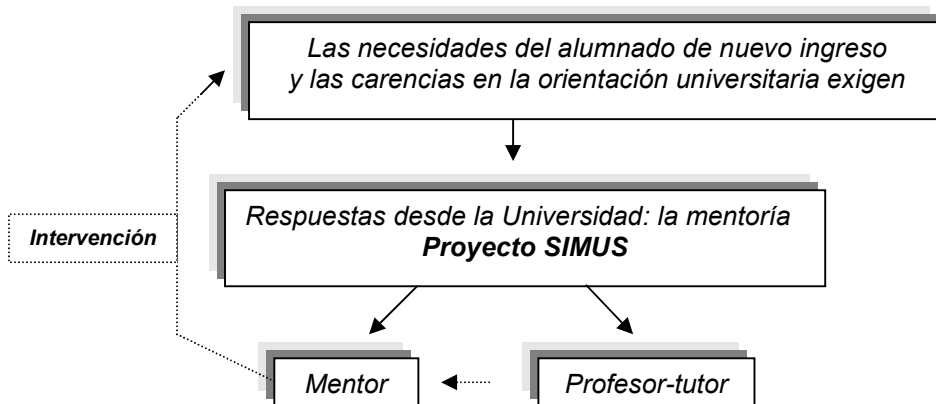 Las necesidades del alumnado de nuevo ingreso
y las carencias en la orientación universitaria exigen
Respuestas desde la Universidad: la mentoría
Proyecto SIMUS
Intervención
Mentor
Profesor-tutor